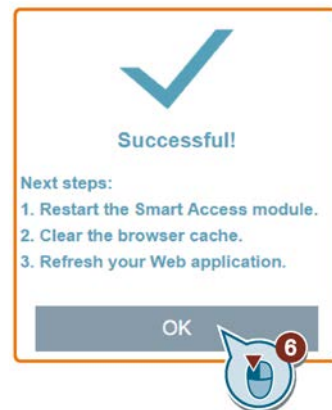 Successful!
Next steps:
1. Restart the Smart Access module.
2. Clear the browser cache.
3. Refresh your Web application.
OK
6